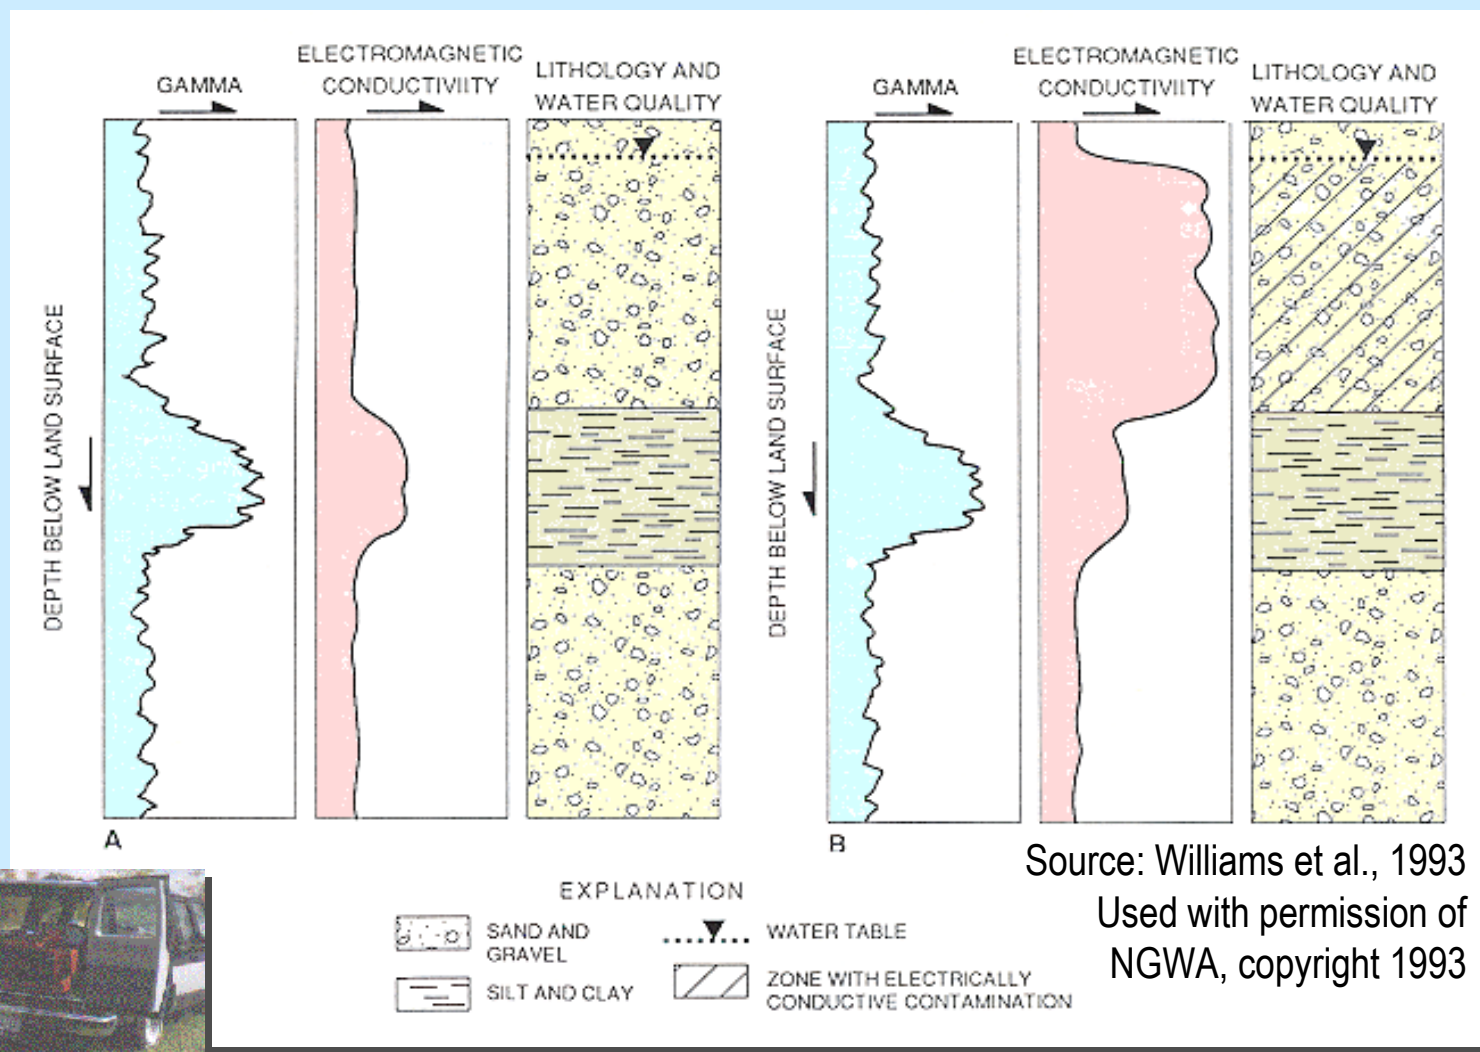 GAMMA
ELECTROMAGNETIC
CONDUCTIVIITY
LITHOLOGY AND
WATER QUALITY
DEPTH BELOW LAND SURFACE
A
GAMMA
ELECTROMAGNETIC
CONDUCTIVIITY
LITHOLOGY AND
WATER QUALITY
DEPTH BELOW LAND SURFACE
B
Source: Williams et al., 1993
Used with permission of
NGWA, copyright 1993
EXPLANATION
SAND AND
GRAVEL
SILT AND CLAY
WATER TABLE
ZONE WITH ELECTRICALLY
CONDUCTIVE CONTAMINATION